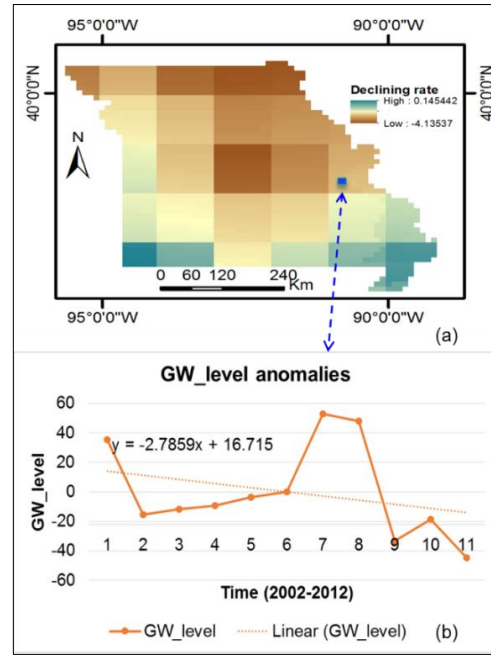 95°0'0"W
90°0'0"W
40°0'0"N
40°0'0"N
Declining rate
High : 0.145442
Low : -4.13537
N
0 60 120 240
Km
95°0'0"W
90°0'0"W
(a)
GW_level anomalies
60
40
20
0
-20
-40
-60
GW_level
y = -2.7859x + 16.715
1 2 3 4 5 6 7 8 9 10 11
Time (2002-2012)
GW_level
Linear (GW_level)
(b)